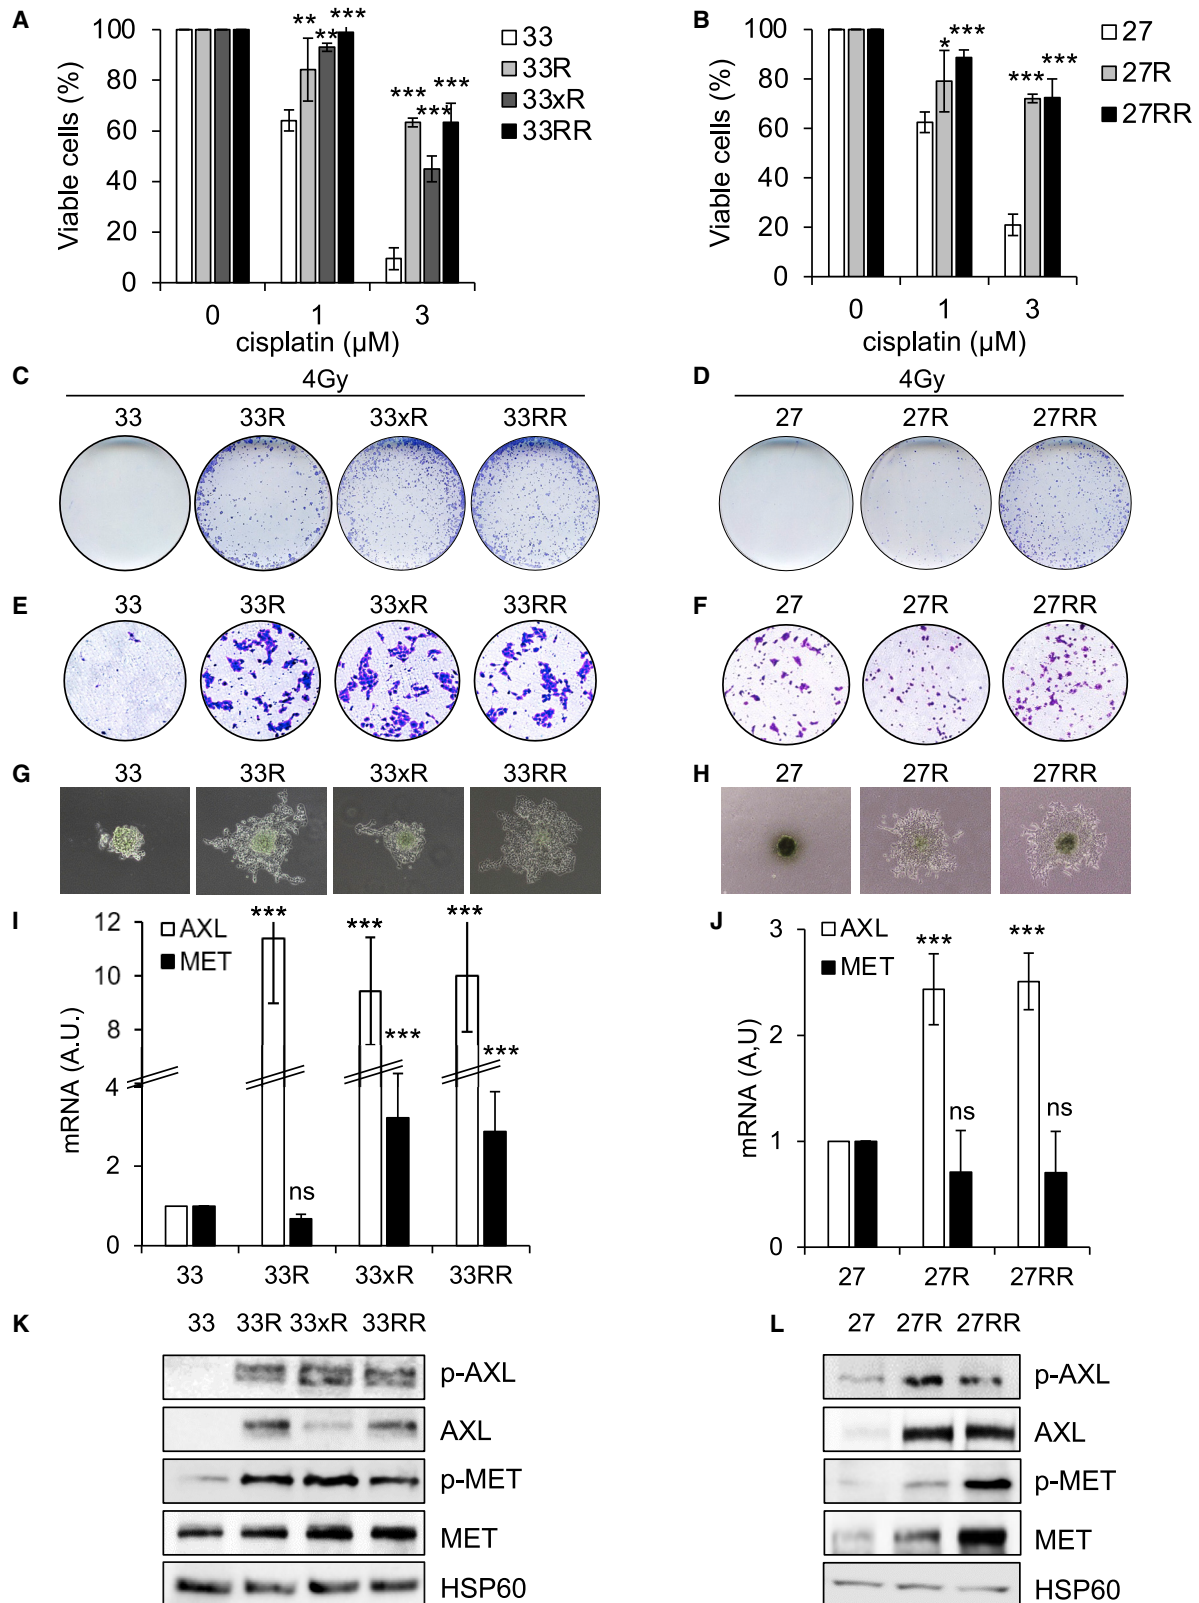 A
100
80
60
40
20
0
Viable cells (%)
** *** **
*** *** ***
0 1 3
cisplatin (µM)
33
33R
33xR
33RR
B
100
80
60
40
20
0
Viable cells (%)
* ***
*** ***
0 1 3
cisplatin (µM)
27
27R
27RR
C
4Gy
33 33R 33xR 33RR
D
4Gy
27 27R 27RR
E
33 33R 33xR 33RR
F
27 27R 27RR
G
33 33R 33xR 33RR
H
27 27R 27RR
I
12
10
8
4
2
0
mRNA (A.U.)
AXL
MET
*** *** ***
ns *** ***
33 33R 33xR 33RR
J
3
2
1
0
mRNA (A,U)
AXL
MET
*** ***
ns ns
27 27R 27RR
K
33 33R 33xR 33RR
p-AXL
AXL
p-MET
MET
HSP60
L
27 27R 27RR
p-AXL
AXL
p-MET
MET
HSP60